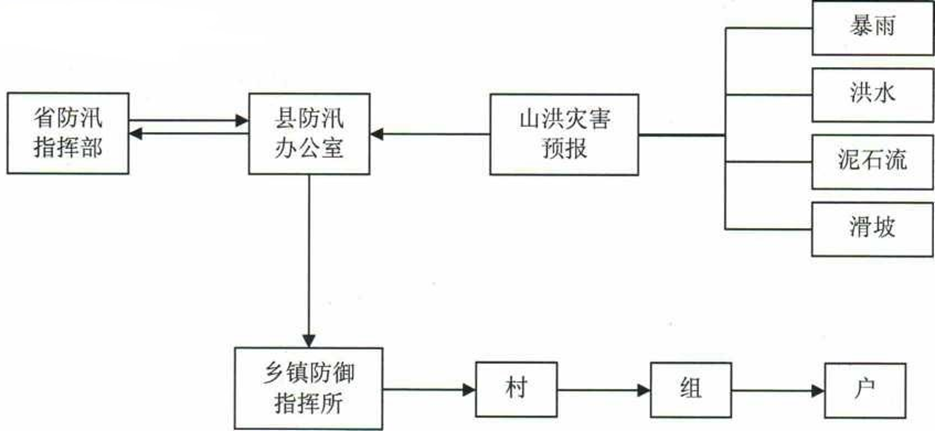 暴雨
省防汛
指挥部
县防汛
办公室
山洪灾害
预报
洪水
泥石流
滑坡
乡镇防御
指挥所
村
组
户